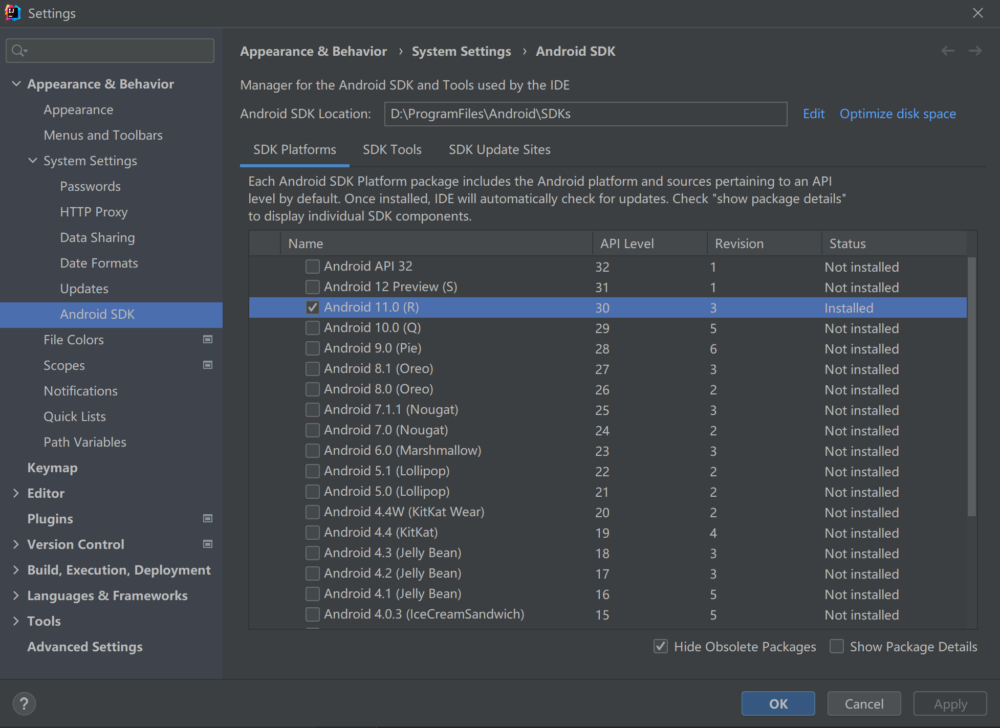 Settings
Appearance & Behavior
Appearance
Menus and Toolbars
System Settings
Passwords
HTTP Proxy
Data Sharing
Date Formats
Updates
Android SDK
File Colors
Scopes
Notifications
Quick Lists
Path Variables
Keymap
Editor
Plugins
Version Control
Build, Execution, Deployment
Languages & Frameworks
Tools
Advanced Settings
Appearance & Behavior › System Settings › Android SDK
Manager for the Android SDK and Tools used by the IDE
Android SDK Location: D:\ProgramFiles\Android\SDKs Edit Optimize disk space
SDK Platforms SDK Tools SDK Update Sites
Each Android SDK Platform package includes the Android platform and sources pertaining to an API
level by default. Once installed, IDE will automatically check for updates. Check "show package details"
to display individual SDK components.
Name API Level Revision Status
Android API 32 32 1 Not installed
Android 12 Preview (S) 31 1 Not installed
Android 11.0 (R) 30 3 Installed
Android 10.0 (Q) 29 5 Not installed
Android 9.0 (Pie) 28 6 Not installed
Android 8.1 (Oreo) 27 3 Not installed
Android 8.0 (Oreo) 26 2 Not installed
Android 7.1.1 (Nougat) 25 3 Not installed
Android 7.0 (Nougat) 24 2 Not installed
Android 6.0 (Marshmallow) 23 3 Not installed
Android 5.1 (Lollipop) 22 2 Not installed
Android 5.0 (Lollipop) 21 2 Not installed
Android 4.4W (KitKat Wear) 20 2 Not installed
Android 4.4 (KitKat) 19 4 Not installed
Android 4.3 (Jelly Bean) 18 3 Not installed
Android 4.2 (Jelly Bean) 17 3 Not installed
Android 4.1 (Jelly Bean) 16 5 Not installed
Android 4.0.3 (IceCreamSandwich) 15 5 Not installed
Hide Obsolete Packages Show Package Details
? OK Cancel Apply